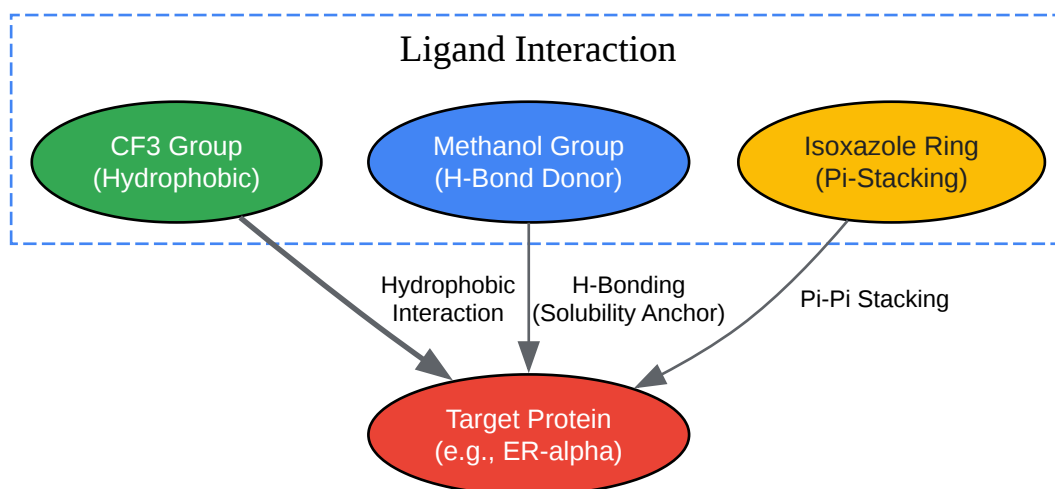 Ligand Interaction
CF3 Group
(Hydrophobic)
Methanol Group
(H-Bond Donor)
Isoxazole Ring
(Pi-Stacking)
Hydrophobic
Interaction
H-Bonding
(Solubility Anchor)
Pi-Pi Stacking
Target Protein
(e.g., ER-alpha)